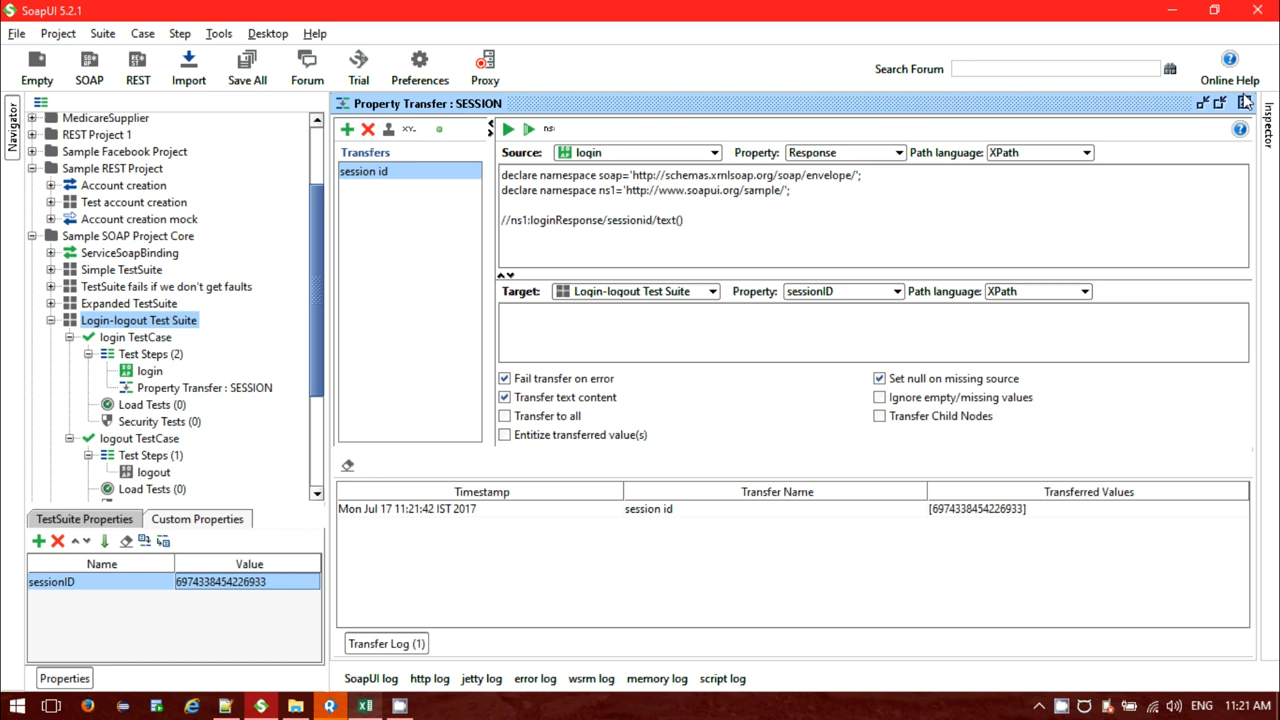 SoapUI 5.2.1
File Project Suite Case Step Tools Desktop Help
Empty SOAP REST Import Save All Forum Trial Preferences Proxy
Search Forum
Online Help
Navigator
MedicareSupplier
REST Project 1
Sample Facebook Project
Sample REST Project
Account creation
Test account creation
Account creation mock
Sample SOAP Project Core
ServiceSoapBinding
Simple TestSuite
TestSuite fails if we don't get faults
Expanded TestSuite
Login-logout Test Suite
login TestCase
Test Steps (2)
login
Property Transfer : SESSION
Load Tests (0)
Security Tests (0)
logout TestCase
Test Steps (1)
logout
Load Tests (0)
TestSuite Properties Custom Properties
Name Value
sessionID 6974338454226933
Properties
Property Transfer : SESSION
Transfers
session id
Source: login Property: Response Path language: XPath
declare namespace soap='http://schemas.xmlsoap.org/soap/envelope/';
declare namespace ns1='http://www.soapui.org/sample/';
//ns1:loginResponse/sessionid/text()
Target: Login-logout Test Suite Property: sessionID Path language: XPath
Fail transfer on error Set null on missing source
Transfer text content Ignore empty/missing values
Transfer to all Transfer Child Nodes
Entitize transferred value(s)
Timestamp Transfer Name Transferred Values
Mon Jul 17 11:21:42 IST 2017 session id [6974338454226933]
Transfer Log (1)
SoapUI log http log jetty log error log wsrm log memory log script log
Inspector
ENG 11:21 AM